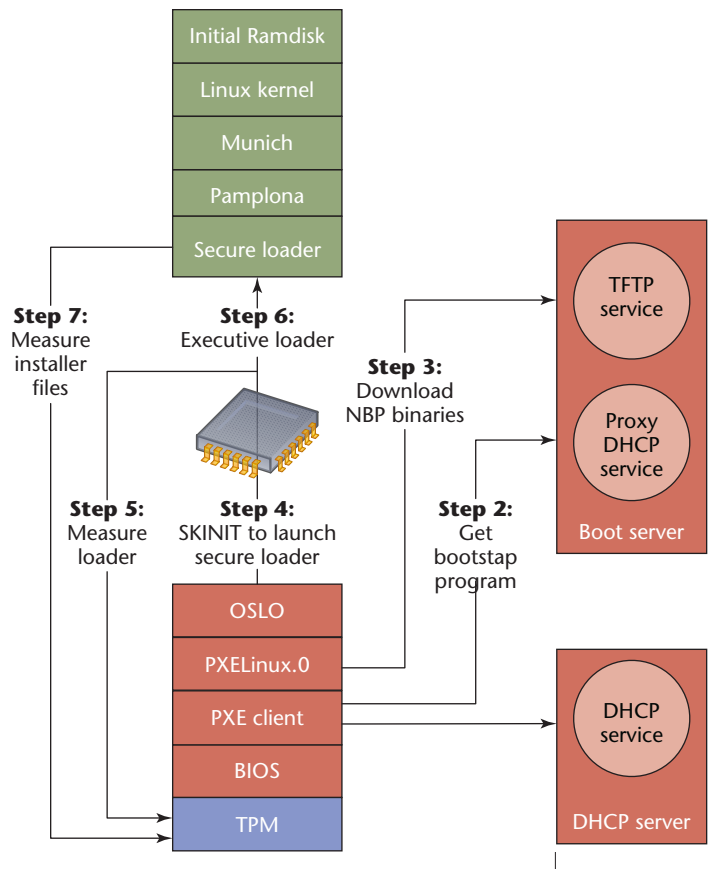 Initial Ramdisk
Linux kernel
Munich
Pamplona
Secure loader
Step 7:
Measure
installer
files
Step 6:
Executive loader
Step 3:
Download
NBP binaries
TFTP
service
Proxy
DHCP
service
Boot server
Step 5:
Measure
loader
Step 4:
SKINIT to launch
secure loader
Step 2:
Get
bootstap
program
OSLO
PXELinux.0
PXE client
BIOS
TPM
DHCP
service
DHCP server